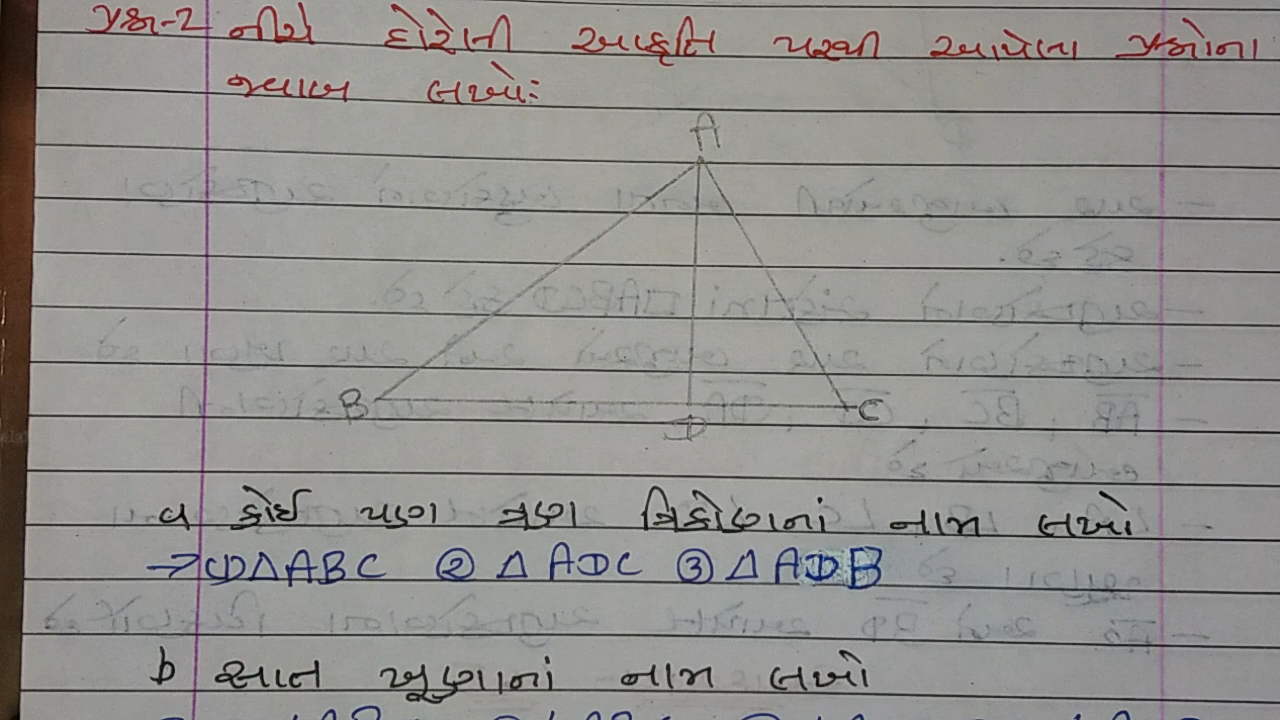 પ્રશ્ન-2 નીચે દોરેલી આકૃતિ પરથી આપેલા પ્રશ્નોના
જવાબ લખો:
A
B
C
D
a કોઈ પણ ત્રણ ત્રિકોણનાં નામ લખો
→ ① △ABC ② △ADC ③ △ADB
b સાત ખૂણાનાં નામ લખો